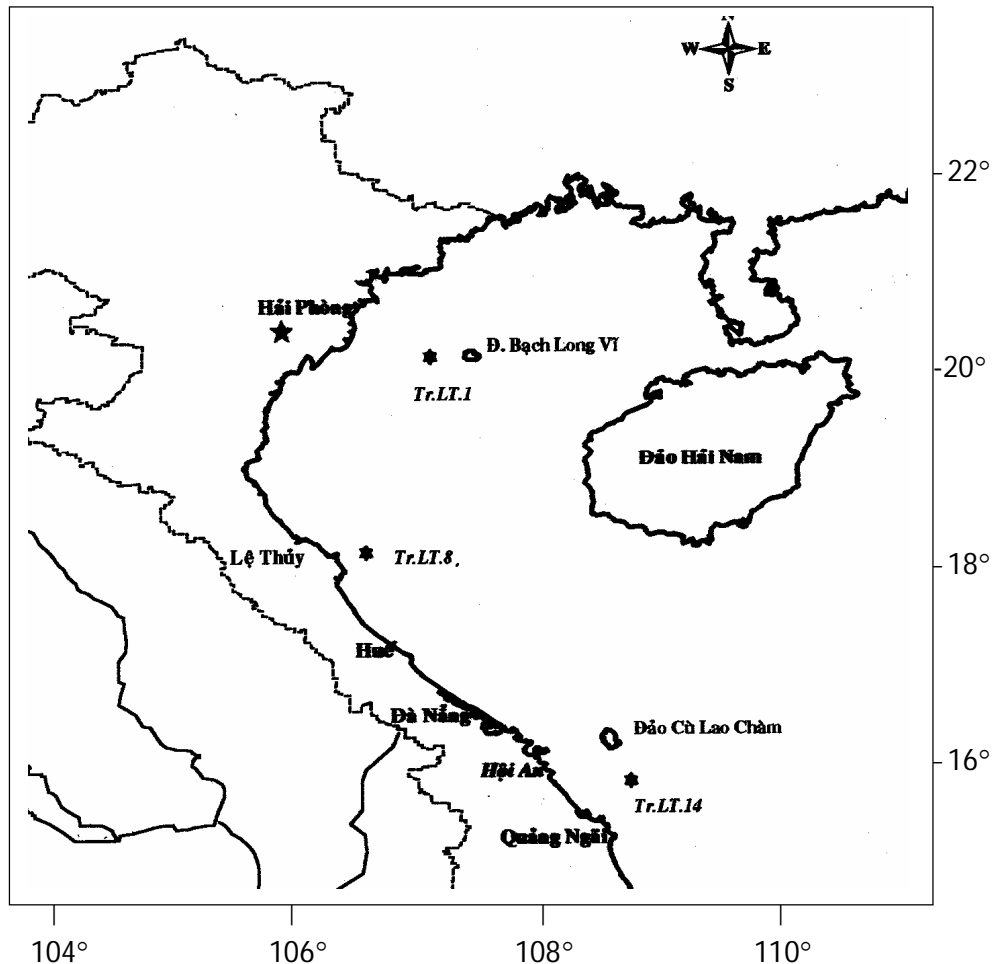 N
W E
S
22°
Hải Phòng
Đ. Bạch Long Vĩ
20°
Tr.LT.1
Đảo Hải Nam
Lệ Thủy
Tr.LT.8.
18°
Huế
Đà Nẵng
Đảo Cù Lao Chàm
16°
Hội An
Tr.LT.14
Quảng Ngãi
104° 106° 108° 110°